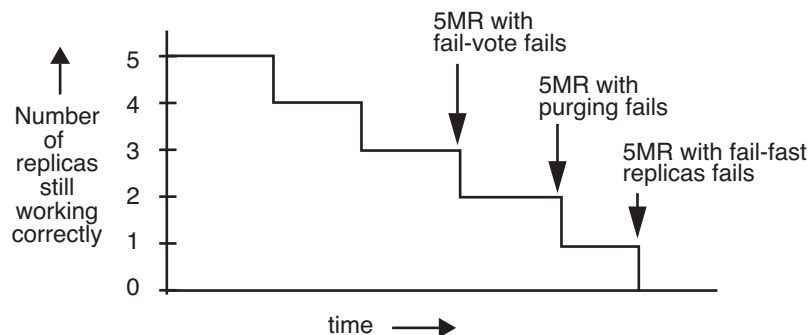 5MR with
fail-vote fails
5MR with
purging fails
5MR with fail-fast
replicas fails
Number
of
replicas
still
working
correctly
5
4
3
2
1
0
time